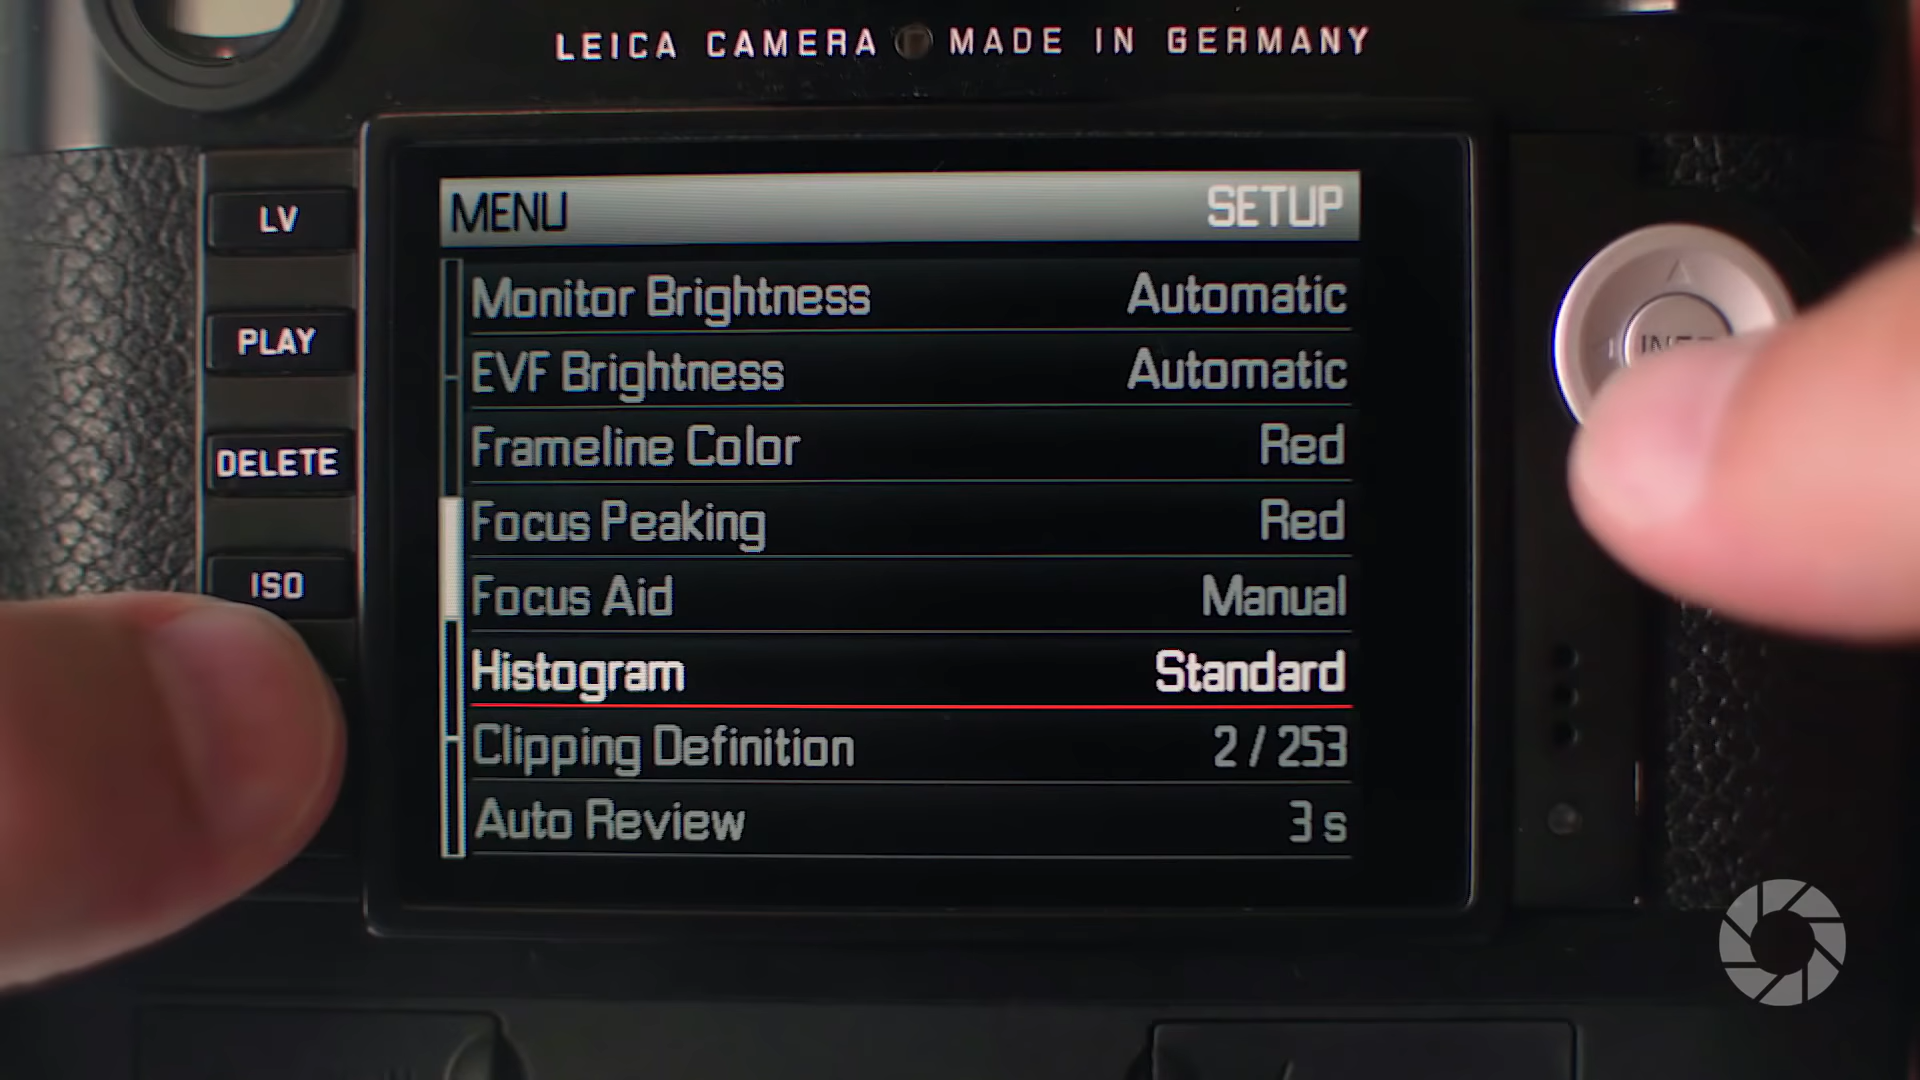 LEICA CAMERA MADE IN GERMANY
MENU SETUP
LV
PLAY
DELETE
ISO
Monitor Brightness Automatic
EVF Brightness Automatic
Frameline Color Red
Focus Peaking Red
Focus Aid Manual
Histogram Standard
Clipping Definition 2 / 253
Auto Review 3 s